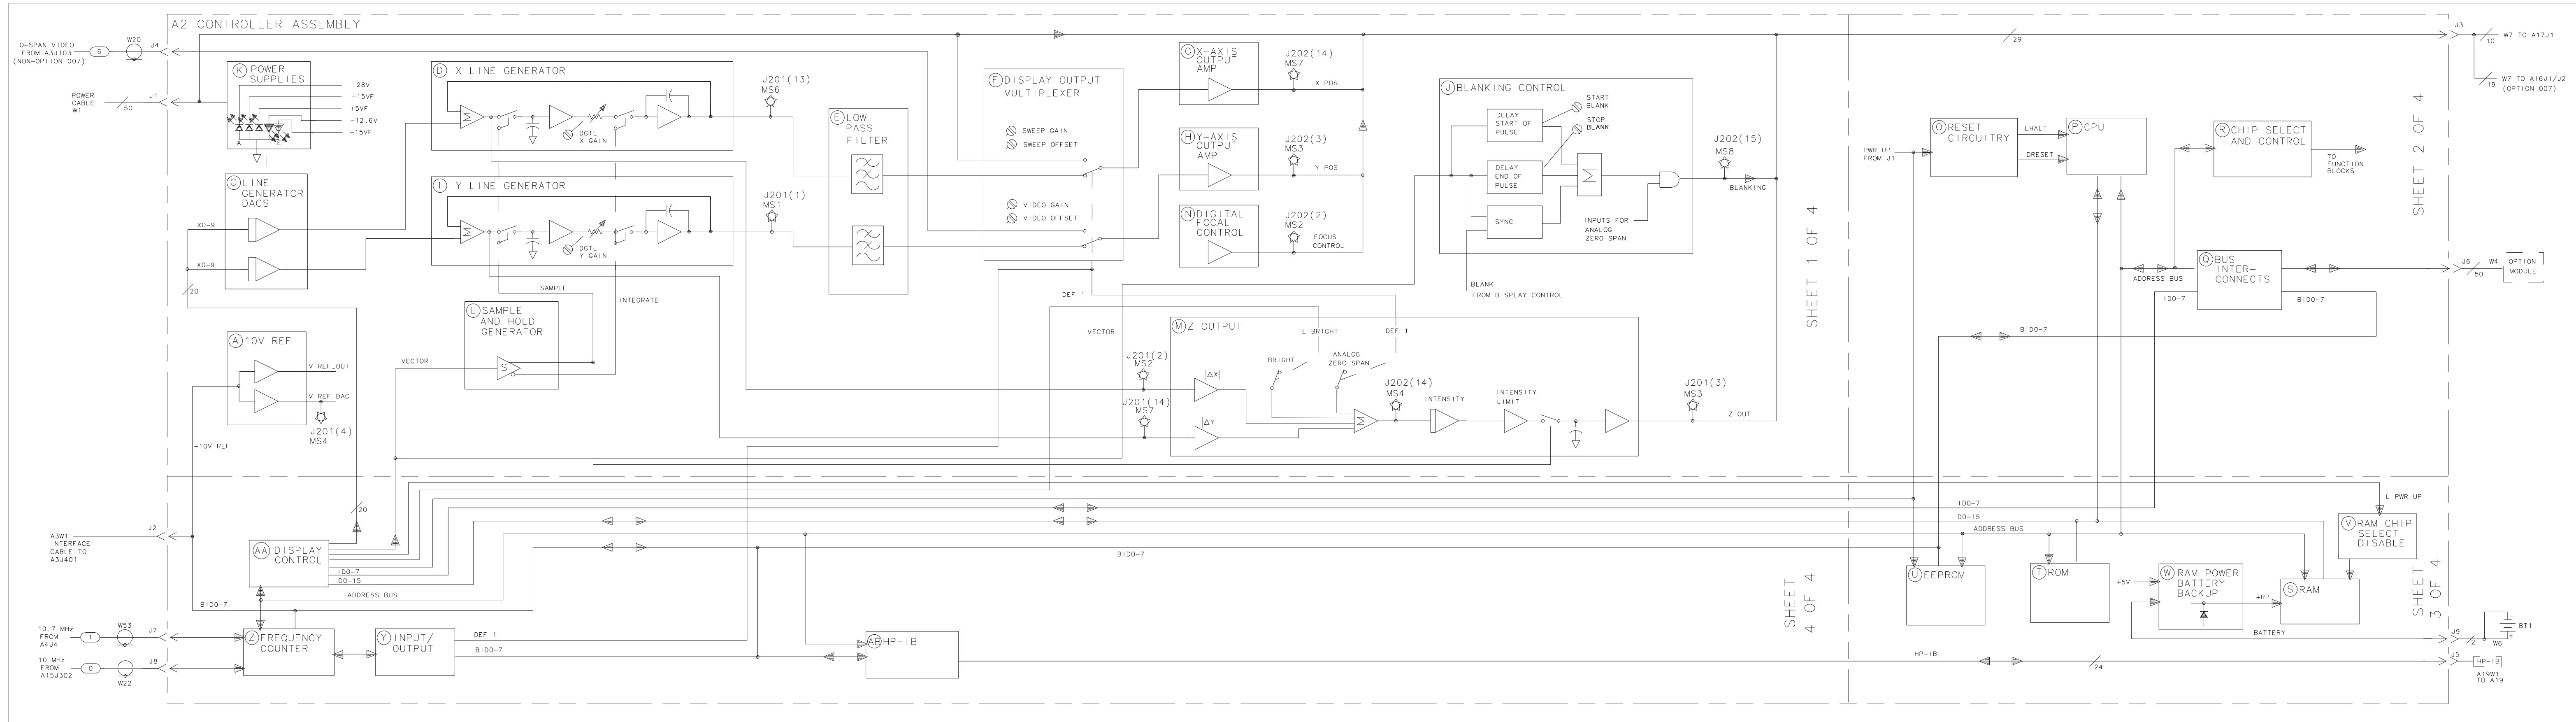 A2 CONTROLLER ASSEMBLY
0-SPAN VIDEO
FROM A3J103
(NON-OPTION 007)
6
W20
J4
POWER
CABLE
W1
50
J1
K POWER
SUPPLIES
+28V
+15VF
+5VF
-12.6V
-15VF
A
E
C LINE
GENERATOR
DACS
X0-9
X0-9
20
A 10V REF
V REF_OUT
V REF DAC
J201(4)
MS4
+10V REF
D X LINE GENERATOR
Σ
DGTL
X GAIN
I Y LINE GENERATOR
Σ
DGTL
Y GAIN
SAMPLE
INTEGRATE
L SAMPLE
AND HOLD
GENERATOR
S
VECTOR
J201(13)
MS6
J201(1)
MS1
E LOW
PASS
FILTER
F DISPLAY OUTPUT
MULTIPLEXER
SWEEP GAIN
SWEEP OFFSET
VIDEO GAIN
VIDEO OFFSET
DEF 1
VECTOR
G X-AXIS
OUTPUT
AMP
J202(14)
MS7
X POS
H Y-AXIS
OUTPUT
AMP
J202(3)
MS3
Y POS
N DIGITAL
FOCAL
CONTROL
J202(2)
MS2
FOCUS
CONTROL
J BLANKING CONTROL
DELAY
START OF
PULSE
START
BLANK
STOP
BLANK
DELAY
END OF
PULSE
SYNC
Σ
INPUTS FOR
ANALOG
ZERO SPAN
BLANK
FROM DISPLAY CONTROL
J202(15)
MS8
BLANKING
M Z OUTPUT
L BRIGHT
DEF 1
BRIGHT
ANALOG
ZERO SPAN
J201(2)
MS2
|ΔX|
J201(14)
MS7
|ΔY|
Σ
J202(14)
MS4
INTENSITY
INTENSITY
LIMIT
J201(3)
MS3
Z OUT
SHEET 1 OF 4
29
J3
10
W7 TO A17J1
19
W7 TO A16J1/J2
(OPTION 007)
SHEET 2 OF 4
PWR UP
FROM J1
O RESET
CIRCUITRY
LHALT
DRESET
P CPU
R CHIP SELECT
AND CONTROL
TO
FUNCTION
BLOCKS
ADDRESS BUS
Q BUS
INTER-
CONNECTS
ID0-7
BID0-7
BID0-7
J6
50
W4
OPTION
MODULE
A3W1
INTERFACE
CABLE TO
A3J401
J2
20
AA DISPLAY
CONTROL
ID0-7
D0-15
ADDRESS BUS
BID0-7
BID0-7
ID0-7
D0-15
ADDRESS BUS
L PWR UP
V RAM CHIP
SELECT
DISABLE
U EEPROM
T ROM
+5V
W RAM POWER
BATTERY
BACKUP
+RP
S RAM
BATTERY
SHEET
3 OF 4
SHEET
4 OF 4
10.7 MHz
FROM
A4J4
1
W53
J7
10 MHz
FROM
A15J302
0
W22
J8
Z FREQUENCY
COUNTER
Y INPUT/
OUTPUT
DEF 1
BID0-7
AB HP-IB
HP-IB
24
J9
2
W6
BT1
+
J5
HP-IB
A19W1
TO A19